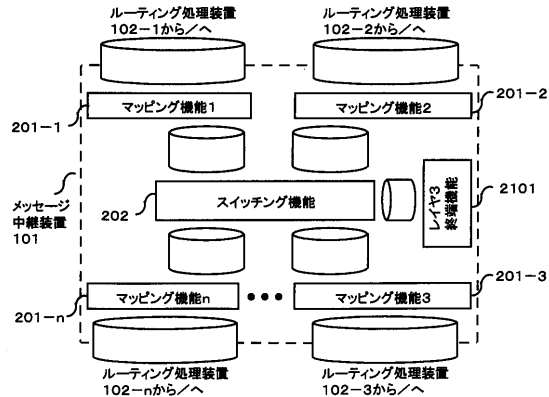 ルーティング処理装置
102-1から/へ
ルーティング処理装置
102-2から/へ
マッピング機能1
マッピング機能2
201-1
201-2
スイッチング機能
202
レイヤ3
終端機能
2101
メッセージ
中継装置
101
マッピング機能n
•••
マッピング機能3
201-n
201-3
ルーティング処理装置
102-nから/へ
ルーティング処理装置
102-3から/へ